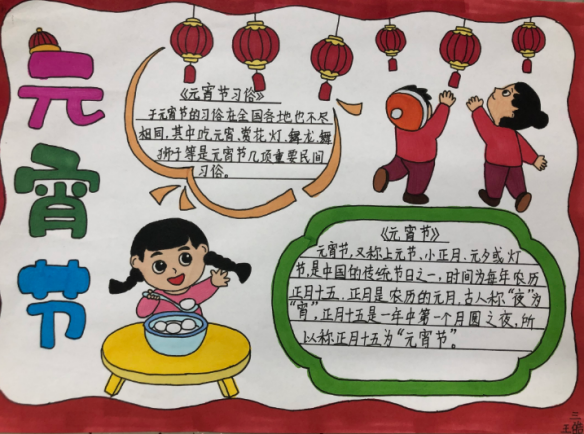 元
宵
节
《元宵节习俗》
于元宵节的习俗在全国各地也不尽
相同,其中吃元宵、赏花灯、舞龙、舞
狮子等是元宵节几项重要民间
习俗。
《元宵节》
元宵节,又称上元节、小正月、元夕或灯
节,是中国的传统节日之一,时间为每年农历
正月十五.正月是农历的元月,古人称“夜”为
“宵”,正月十五是一年中第一个月圆之夜,所
以称正月十五为“元宵节”。
三